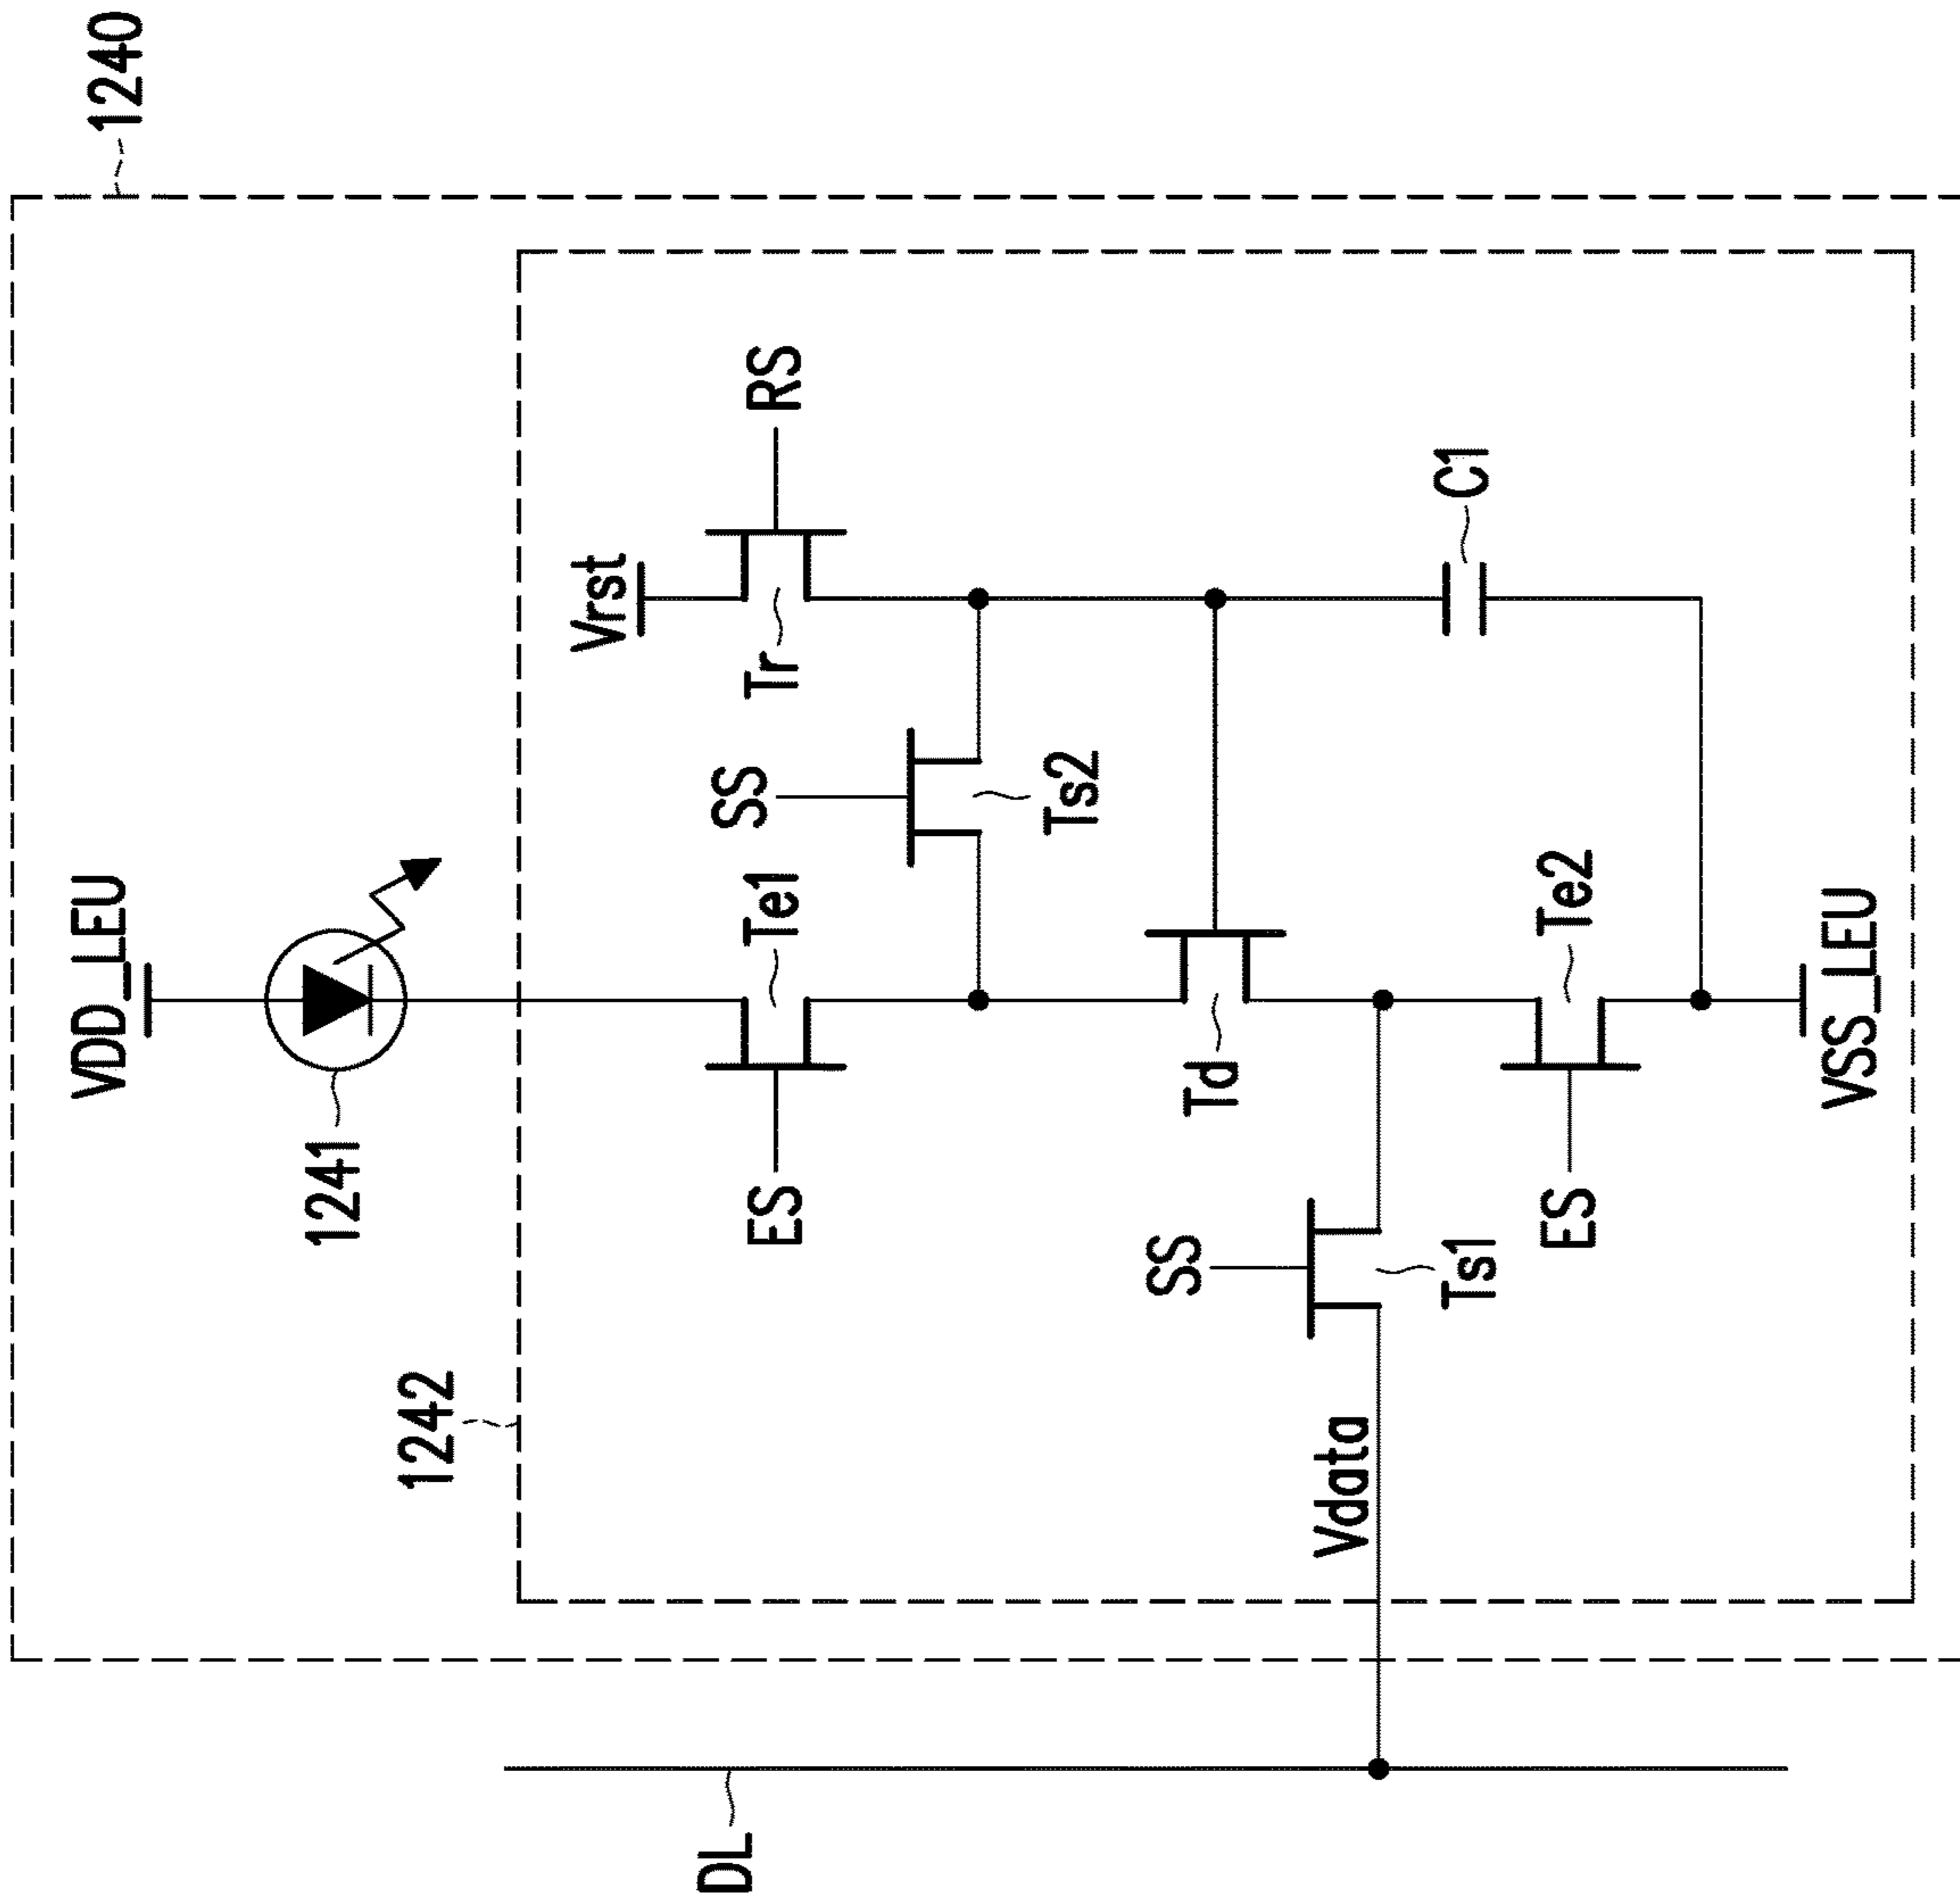 1240
VDD_LEU
1241
1242
Vrst
RS
Tr
SS
Ts2
Te1
ES
C1
Td
SS
Ts1
Te2
ES
Vdata
VSS_LEU
DL